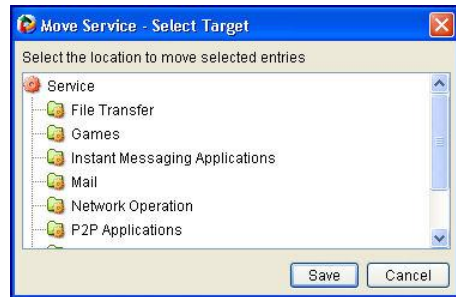 Move Service - Select Target
Select the location to move selected entries
Service
File Transfer
Games
Instant Messaging Applications
Mail
Network Operation
P2P Applications
Save Cancel